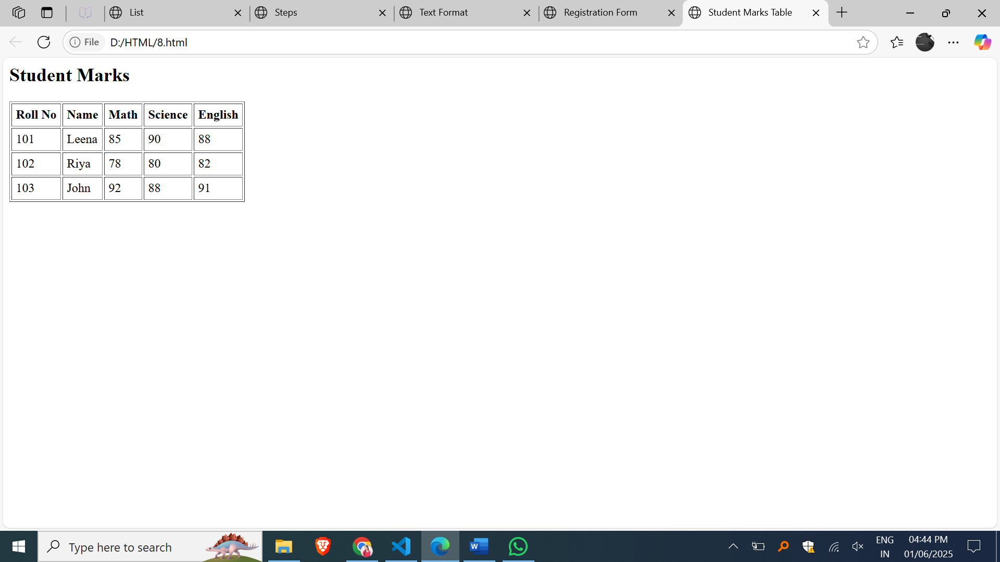 List
Steps
Text Format
Registration Form
Student Marks Table
File D:/HTML/8.html
Student Marks
Roll No Name Math Science English
101 Leena 85 90 88
102 Riya 78 80 82
103 John 92 88 91
Type here to search
ENG
IN
04:44 PM
01/06/2025